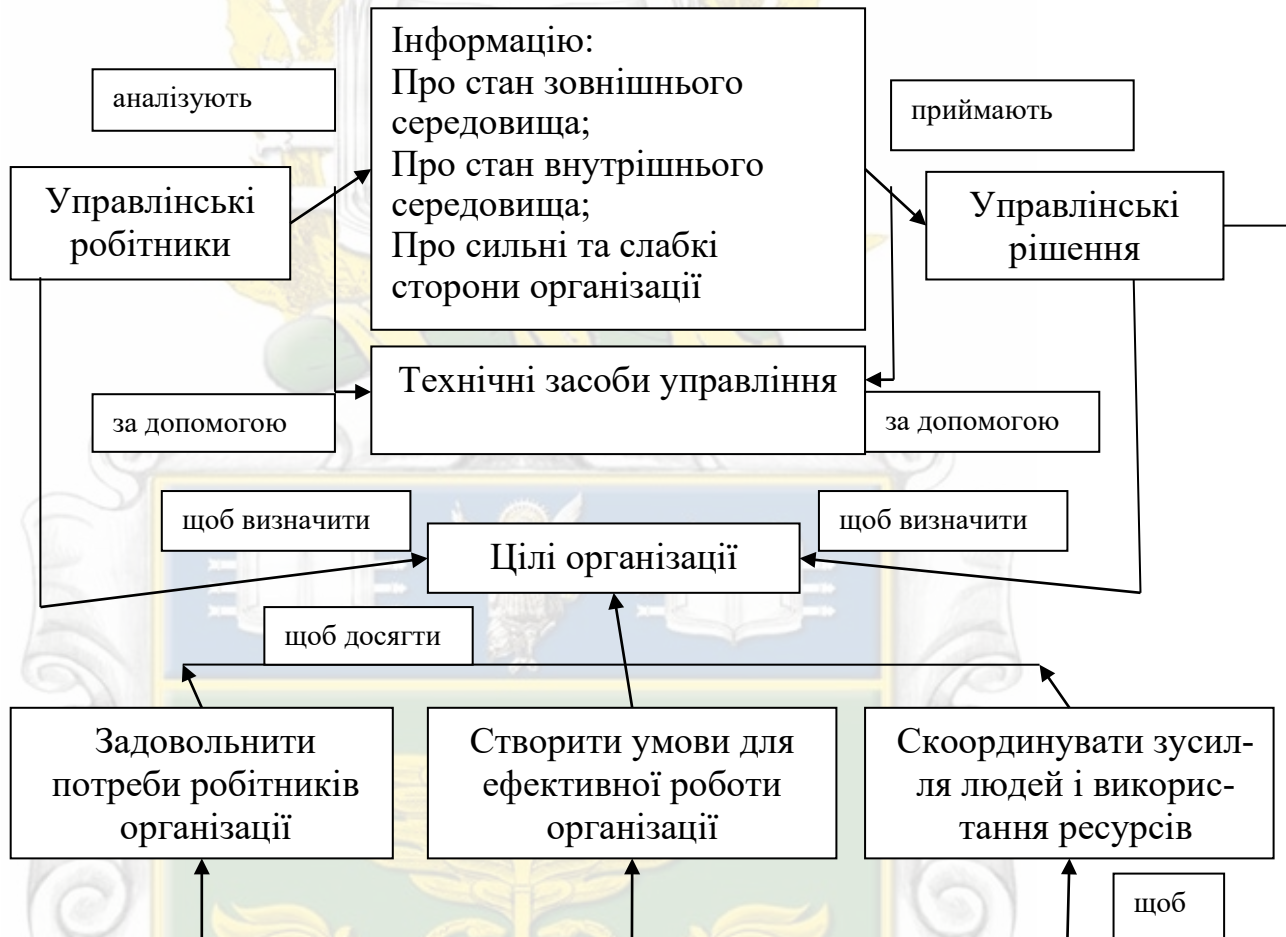 Інформацію:
Про стан зовнішнього
середовища;
Про стан внутрішнього
середовища;
Про сильні та слабкі
сторони організації
аналізують
приймають
Управлінські
робітники
Управлінські
рішення
Технічні засоби управління
за допомогою
за допомогою
щоб визначити
щоб визначити
Цілі організації
щоб досягти
Задовольнити
потреби робітників
організації
Створити умови для
ефективної роботи
організації
Скоординувати зусил-
ля людей і викорис-
тання ресурсів
щоб